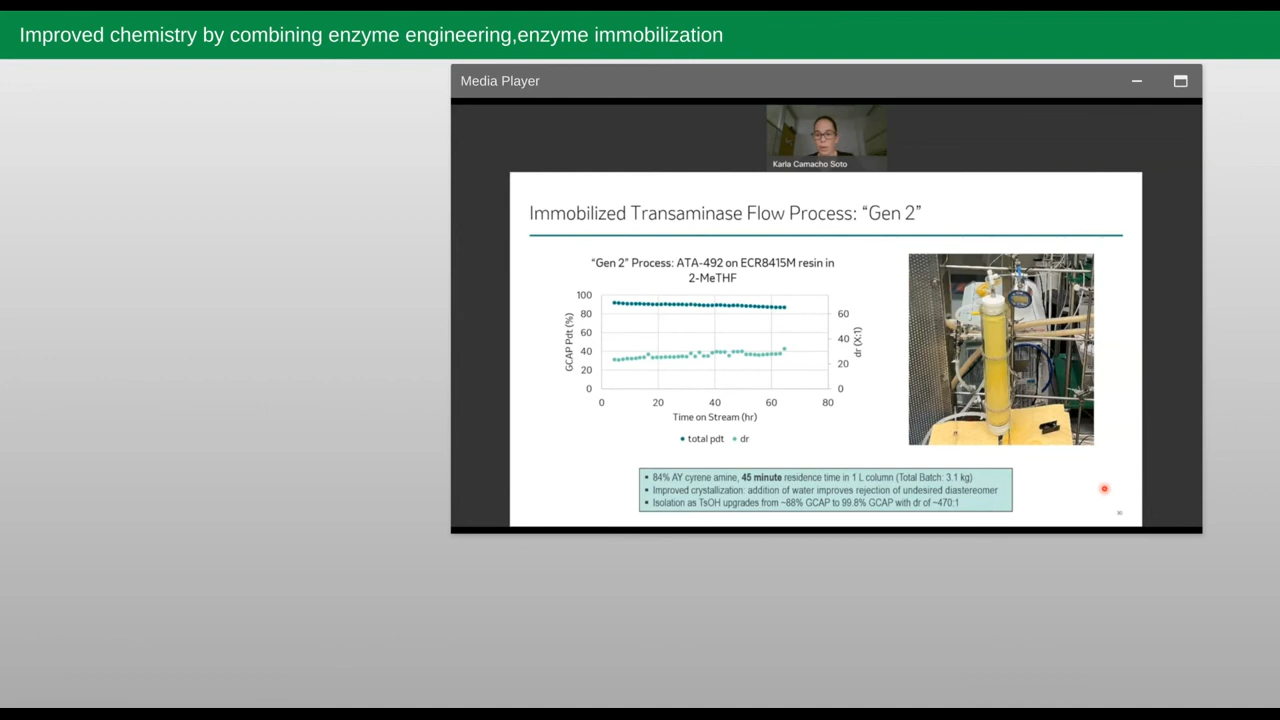 Improved chemistry by combining enzyme engineering,enzyme immobilization
Media Player
Karla Camacho Soto
Immobilized Transaminase Flow Process: “Gen 2”
“Gen 2” Process: ATA-492 on ECR8415M resin in
2-MeTHF
GCAP Pdt (%)
100
80
60
40
20
0
60
40
20
0
dr (X:1)
0 20 40 60 80
Time on Stream (hr)
total pdt dr
• 84% AY cyrene amine, 45 minute residence time in 1 L column (Total Batch: 3.1 kg)
• Improved crystallization: addition of water improves rejection of undesired diastereomer
• Isolation as TsOH upgrades from ~88% GCAP to 99.8% GCAP with dr of ~470:1
30